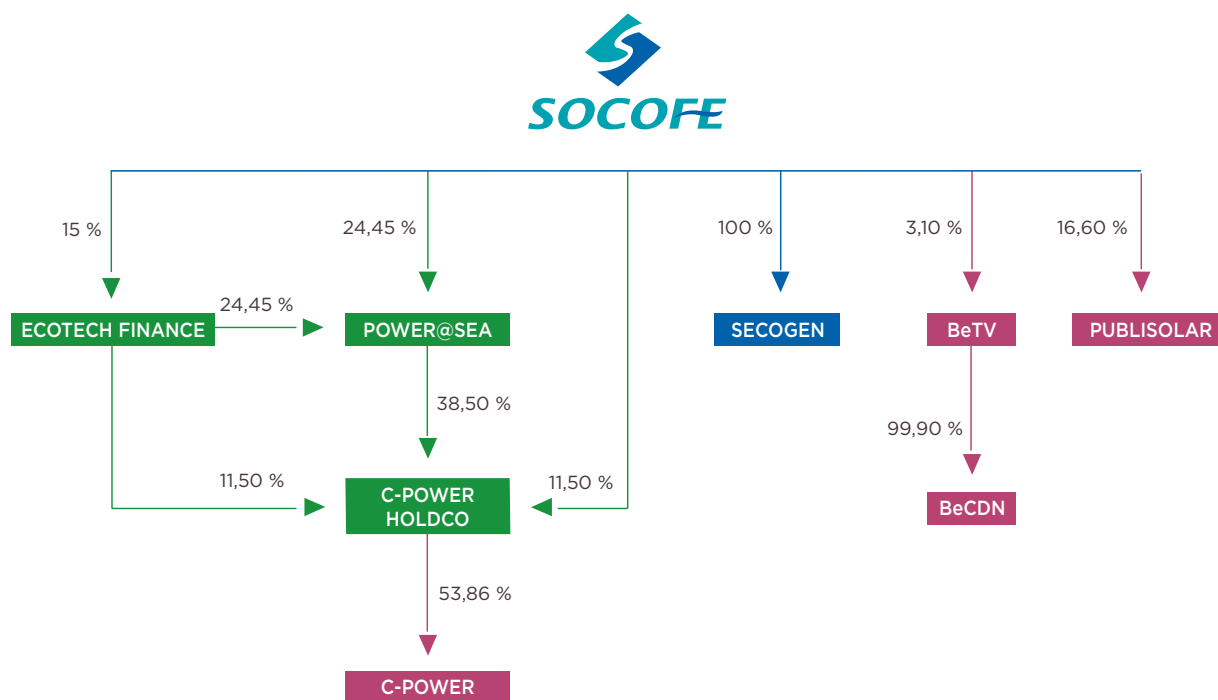 SOCOFE
15 %
24,45 %
100 %
3,10 %
16,60 %
24,45 %
ECOTECH FINANCE
POWER@SEA
SECOGEN
BeTV
PUBLISOLAR
38,50 %
99,90 %
11,50 %
11,50 %
C-POWER
HOLDCO
BeCDN
53,86 %
C-POWER